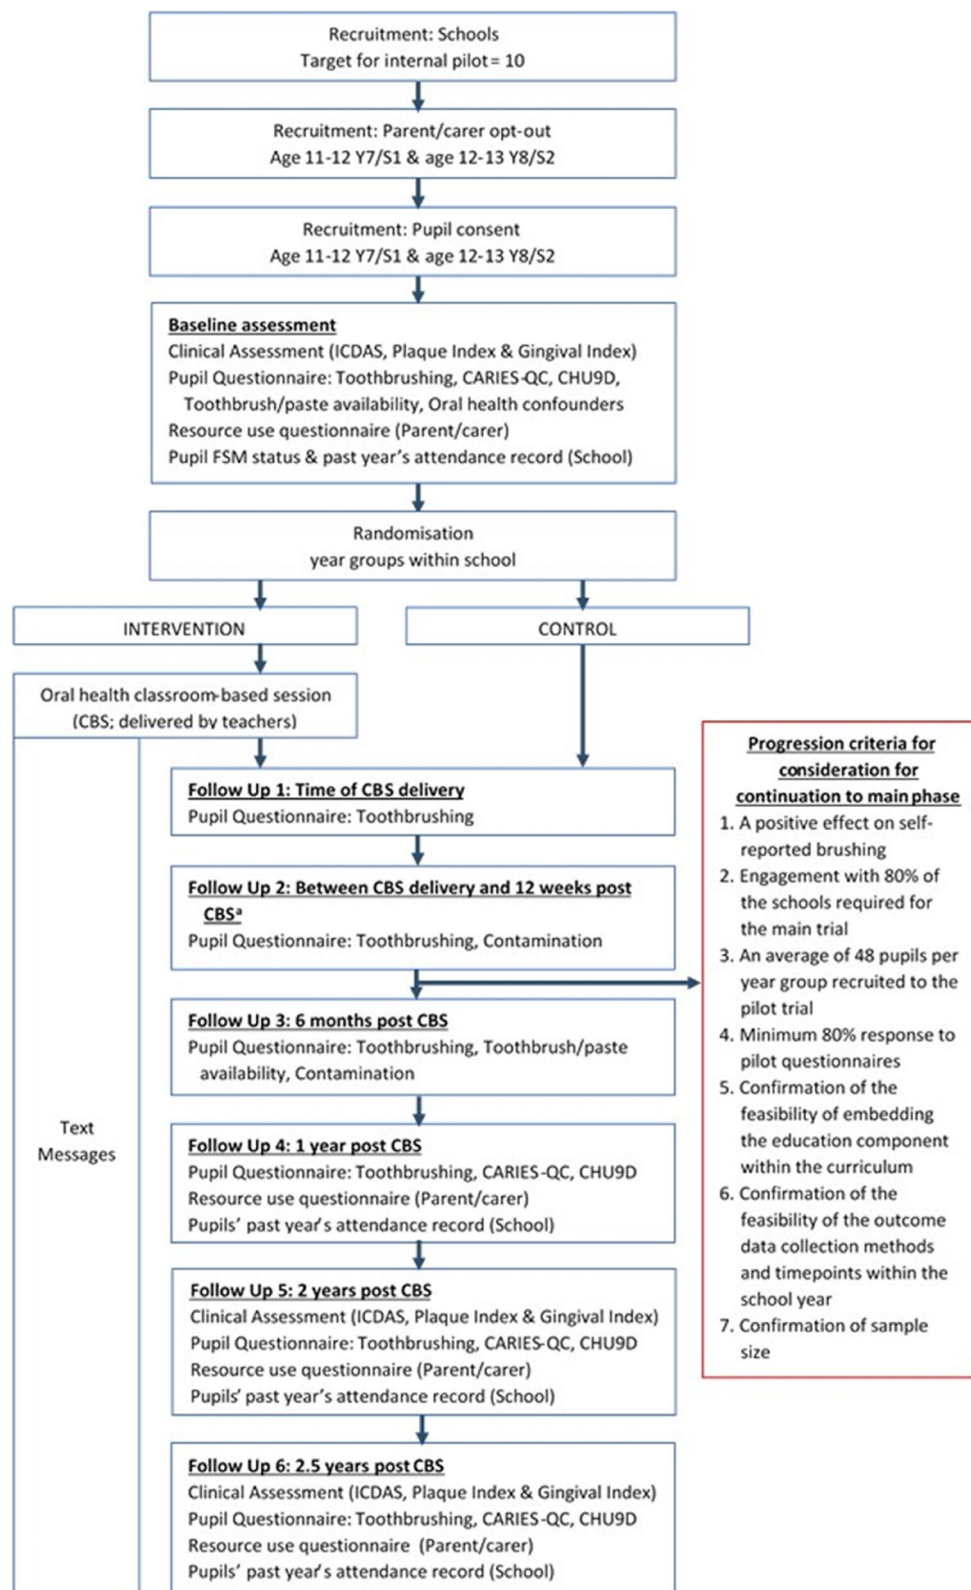 Recruitment: Schools
Target for internal pilot = 10
Recruitment: Parent/carer opt-out
Age 11-12 Y7/S1 & age 12-13 Y8/S2
Recruitment: Pupil consent
Age 11-12 Y7/S1 & age 12-13 Y8/S2
Baseline assessment
Clinical Assessment (ICDAS, Plaque Index & Gingival Index)
Pupil Questionnaire: Toothbrushing, CARIES-QC, CHU9D,
Toothbrush/paste availability, Oral health confounders
Resource use questionnaire (Parent/carer)
Pupil FSM status & past year's attendance record (School)
Randomisation
year groups within school
INTERVENTION
CONTROL
Oral health classroom-based session
(CBS; delivered by teachers)
Text
Messages
Follow Up 1: Time of CBS delivery
Pupil Questionnaire: Toothbrushing
Follow Up 2: Between CBS delivery and 12 weeks post
CBSª
Pupil Questionnaire: Toothbrushing, Contamination
Follow Up 3: 6 months post CBS
Pupil Questionnaire: Toothbrushing, Toothbrush/paste
availability, Contamination
Follow Up 4: 1 year post CBS
Pupil Questionnaire: Toothbrushing, CARIES-QC, CHU9D
Resource use questionnaire (Parent/carer)
Pupils' past year's attendance record (School)
Follow Up 5: 2 years post CBS
Clinical Assessment (ICDAS, Plaque Index & Gingival Index)
Pupil Questionnaire: Toothbrushing, CARIES-QC, CHU9D
Resource use questionnaire (Parent/carer)
Pupils' past year's attendance record (School)
Follow Up 6: 2.5 years post CBS
Clinical Assessment (ICDAS, Plaque Index & Gingival Index)
Pupil Questionnaire: Toothbrushing, CARIES-QC, CHU9D
Resource use questionnaire (Parent/carer)
Pupils' past year's attendance record (School)
Progression criteria for
consideration for
continuation to main phase
1. A positive effect on self-
reported brushing
2. Engagement with 80% of
the schools required for
the main trial
3. An average of 48 pupils per
year group recruited to the
pilot trial
4. Minimum 80% response to
pilot questionnaires
5. Confirmation of the
feasibility of embedding
the education component
within the curriculum
6. Confirmation of the
feasibility of the outcome
data collection methods
and timepoints within the
school year
7. Confirmation of sample
size